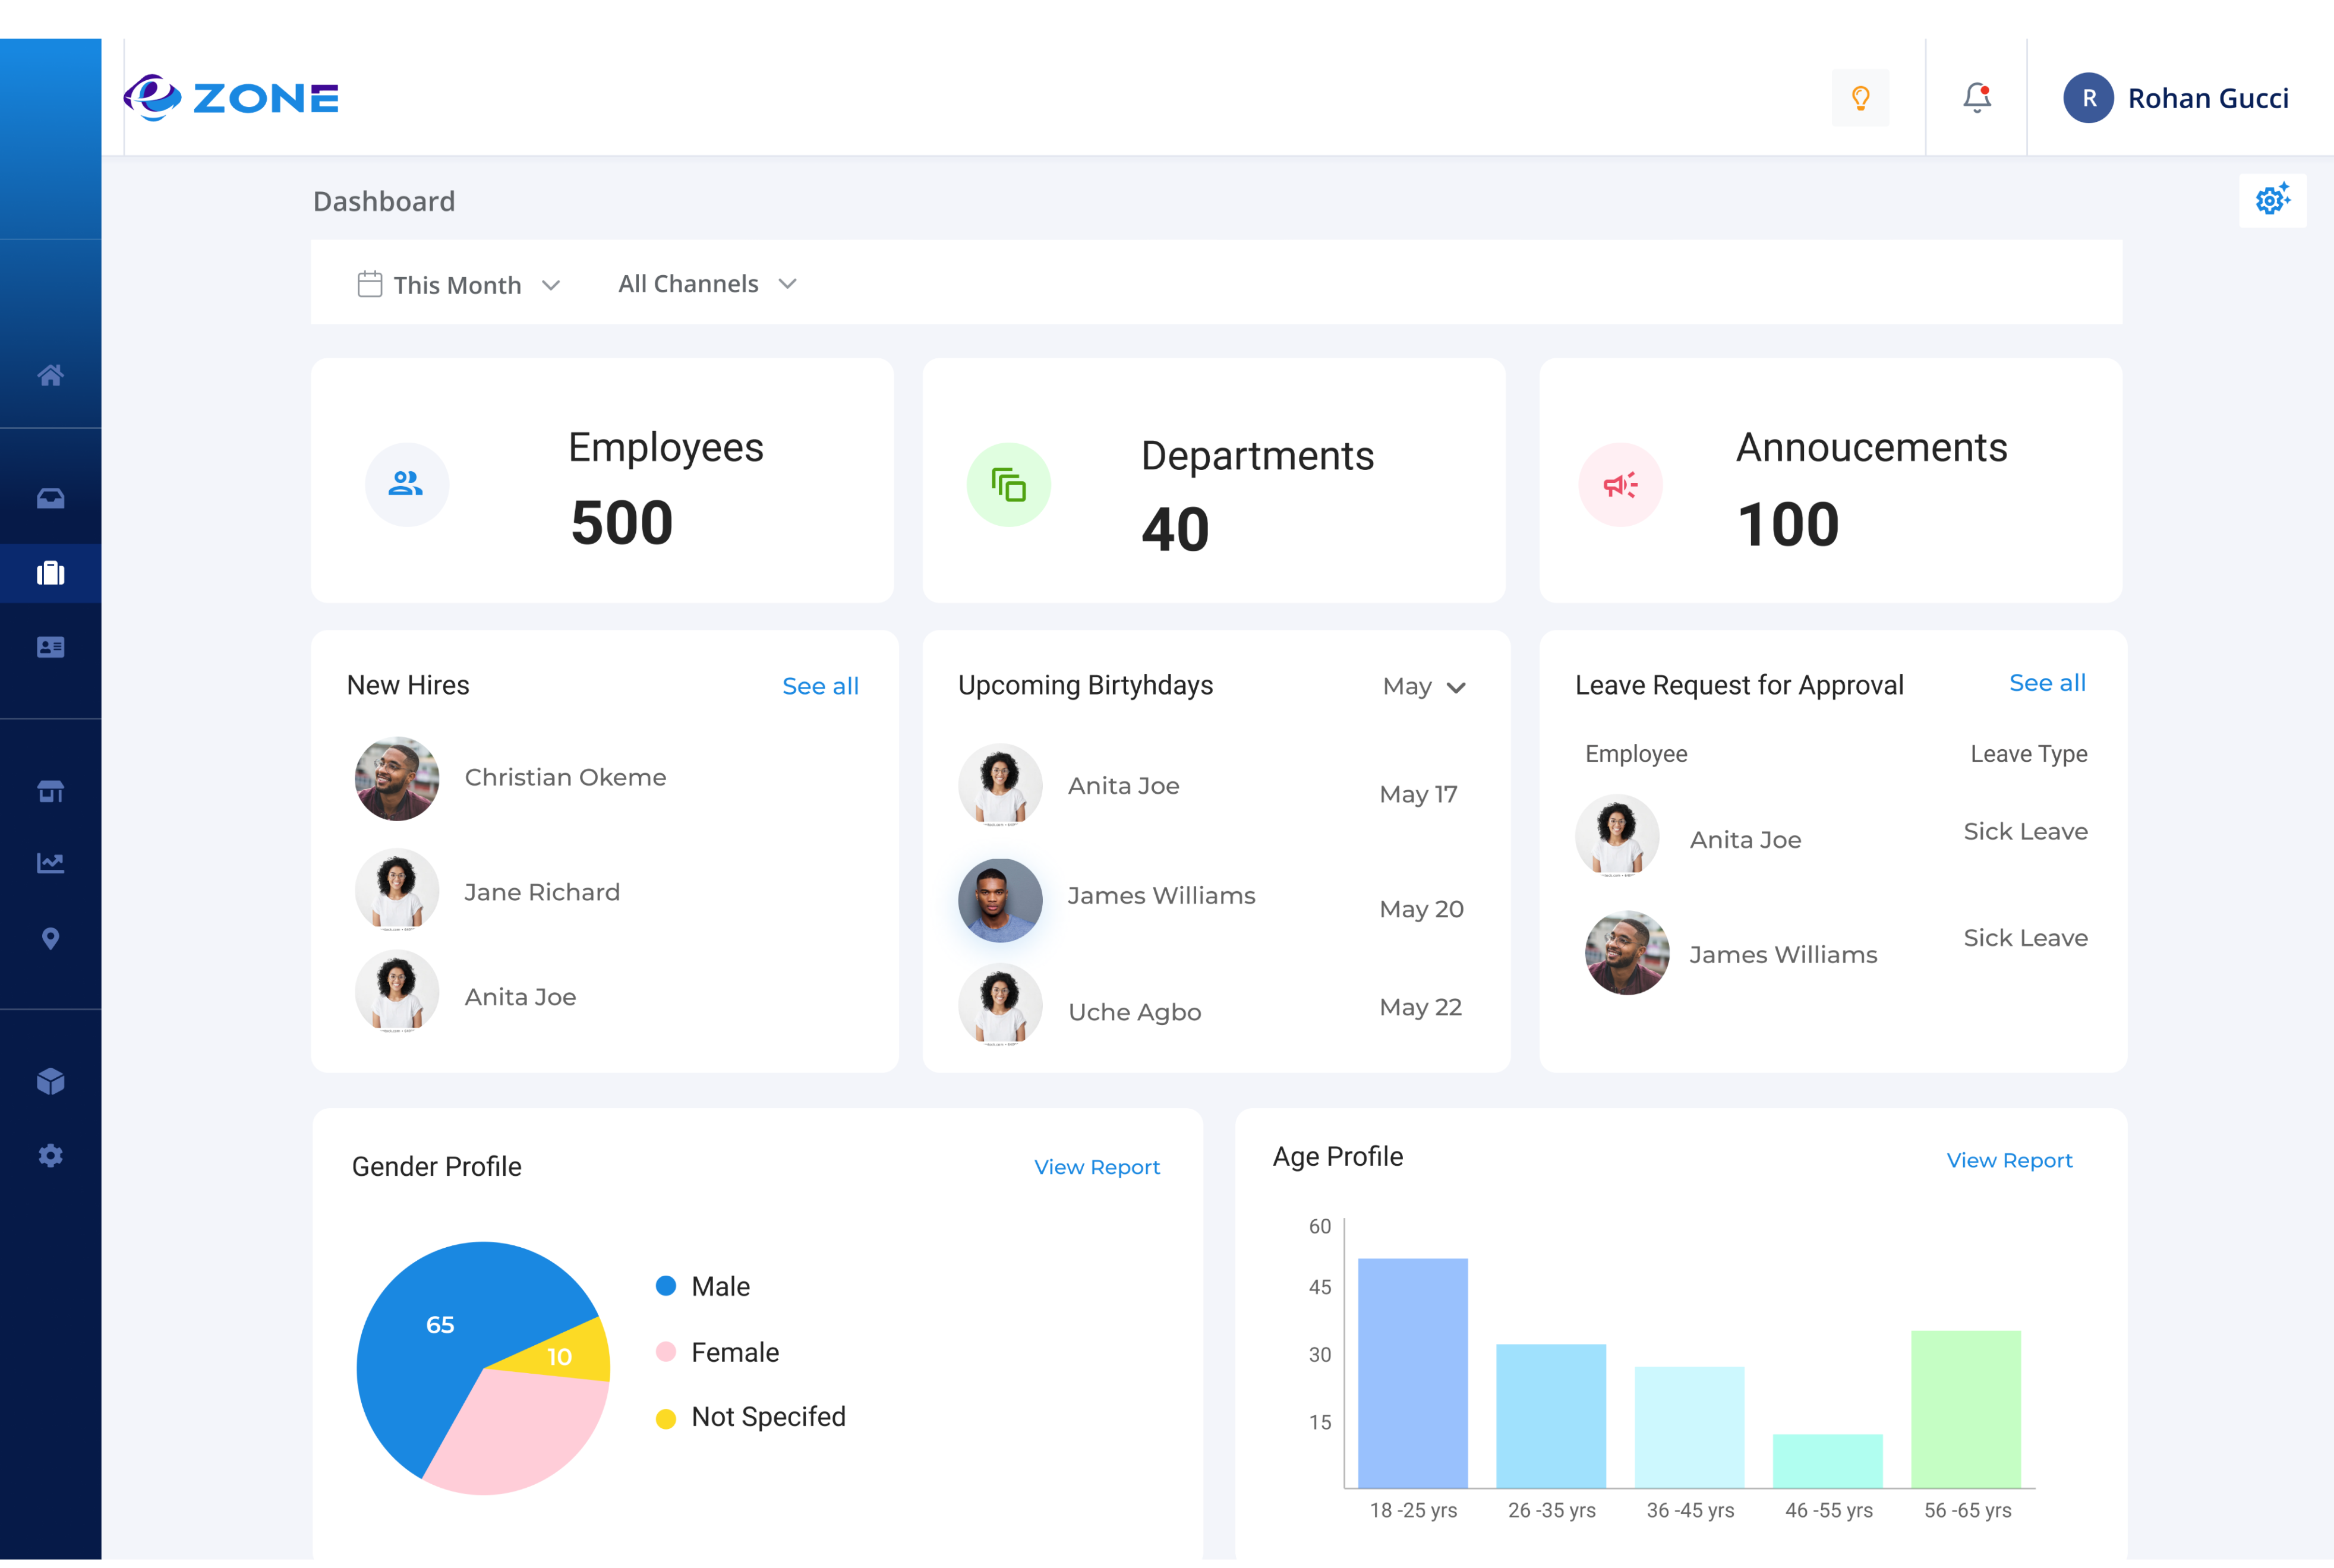 e ZONE
R Rohan Gucci
Dashboard
This Month
All Channels
Employees
500
Departments
40
Annoucements
100
New Hires
See all
Christian Okeme
Jane Richard
Anita Joe
Upcoming Birtyhdays
May
Anita Joe
May 17
James Williams
May 20
Uche Agbo
May 22
Leave Request for Approval
See all
Employee
Leave Type
Anita Joe
Sick Leave
James Williams
Sick Leave
Gender Profile
View Report
65
10
Male
Female
Not Specifed
Age Profile
View Report
60
45
30
15
18 -25 yrs
26 -35 yrs
36 -45 yrs
46 -55 yrs
56 -65 yrs